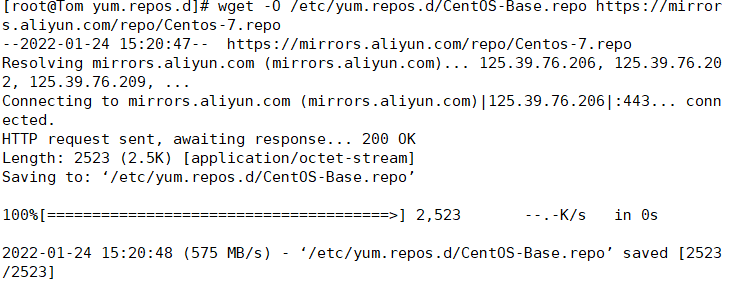 [root@Tom yum.repos.d]# wget -O /etc/yum.repos.d/CentOS-Base.repo https://mirror
s.aliyun.com/repo/Centos-7.repo
--2022-01-24 15:20:47--  https://mirrors.aliyun.com/repo/Centos-7.repo
Resolving mirrors.aliyun.com (mirrors.aliyun.com)... 125.39.76.206, 125.39.76.20
2, 125.39.76.209, ...
Connecting to mirrors.aliyun.com (mirrors.aliyun.com)|125.39.76.206|:443... conn
ected.
HTTP request sent, awaiting response... 200 OK
Length: 2523 (2.5K) [application/octet-stream]
Saving to: ‘/etc/yum.repos.d/CentOS-Base.repo’
100%[======================================>] 2,523       --.-K/s   in 0s
2022-01-24 15:20:48 (575 MB/s) - ‘/etc/yum.repos.d/CentOS-Base.repo’ saved [2523
/2523]